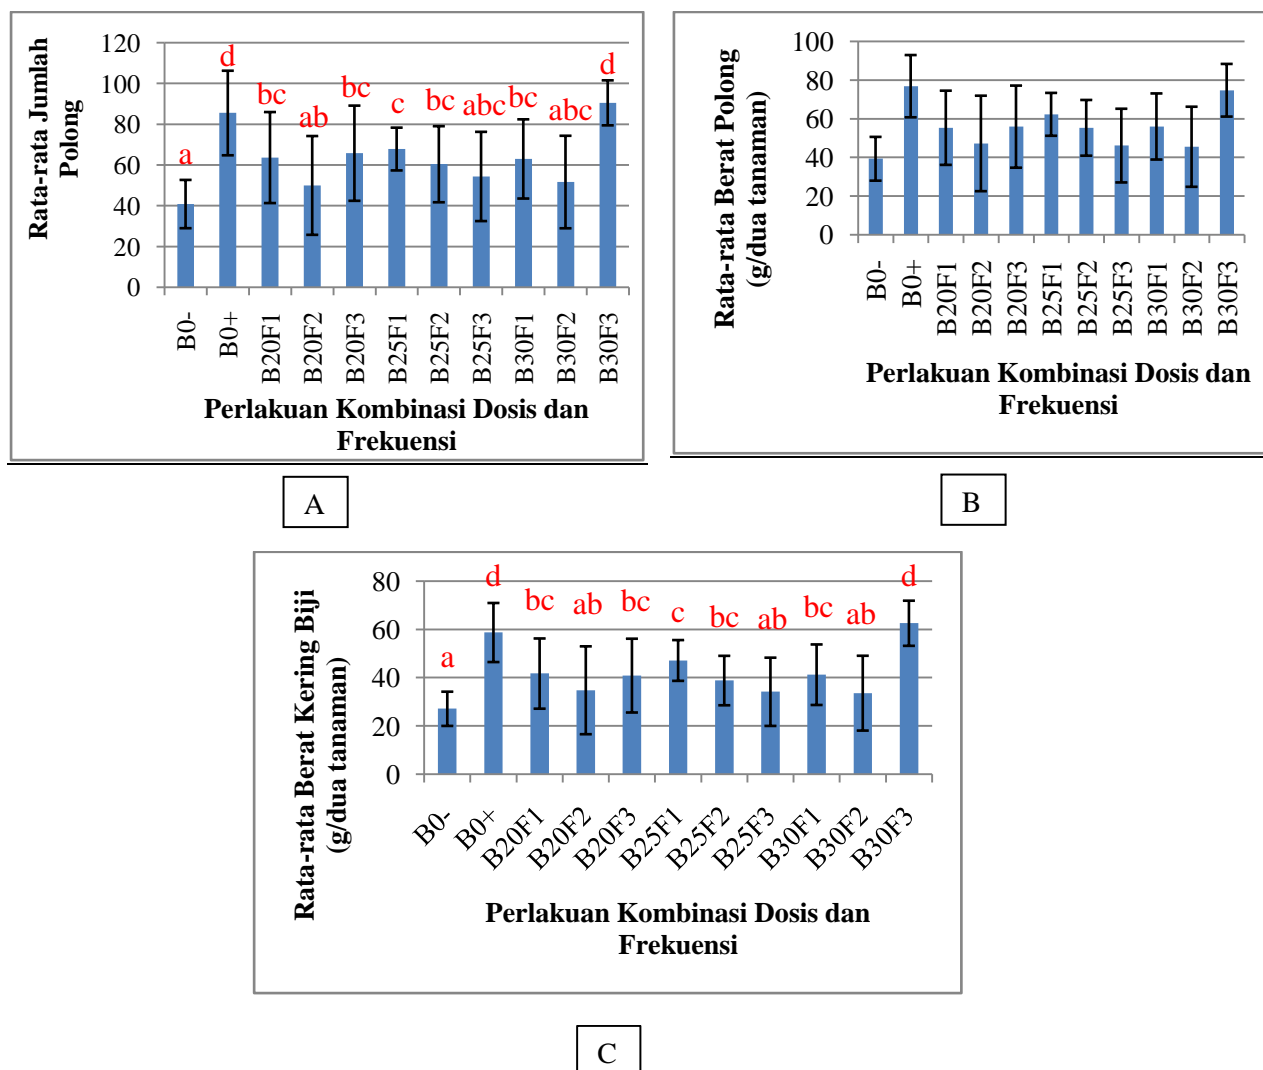 Rata-rata Jumlah
Polong
120
100
80
60
40
20
0
a
d
bc
ab
bc
c
bc
abc
bc
abc
d
B0-
B0+
B20F1
B20F2
B20F3
B25F1
B25F2
B25F3
B30F1
B30F2
B30F3
Perlakuan Kombinasi Dosis dan
Frekuensi
A
Rata-rata Berat Polong
(g/dua tanaman)
100
80
60
40
20
0
B0-
B0+
B20F1
B20F2
B20F3
B25F1
B25F2
B25F3
B30F1
B30F2
B30F3
Perlakuan Kombinasi Dosis dan
Frekuensi
B
Rata-rata Berat Kering Biji
(g/dua tanaman)
80
60
40
20
0
a
d
bc
ab
bc
c
bc
ab
bc
ab
d
B0-
B0+
B20F1
B20F2
B20F3
B25F1
B25F2
B25F3
B30F1
B30F2
B30F3
Perlakuan Kombinasi Dosis dan
Frekuensi
C